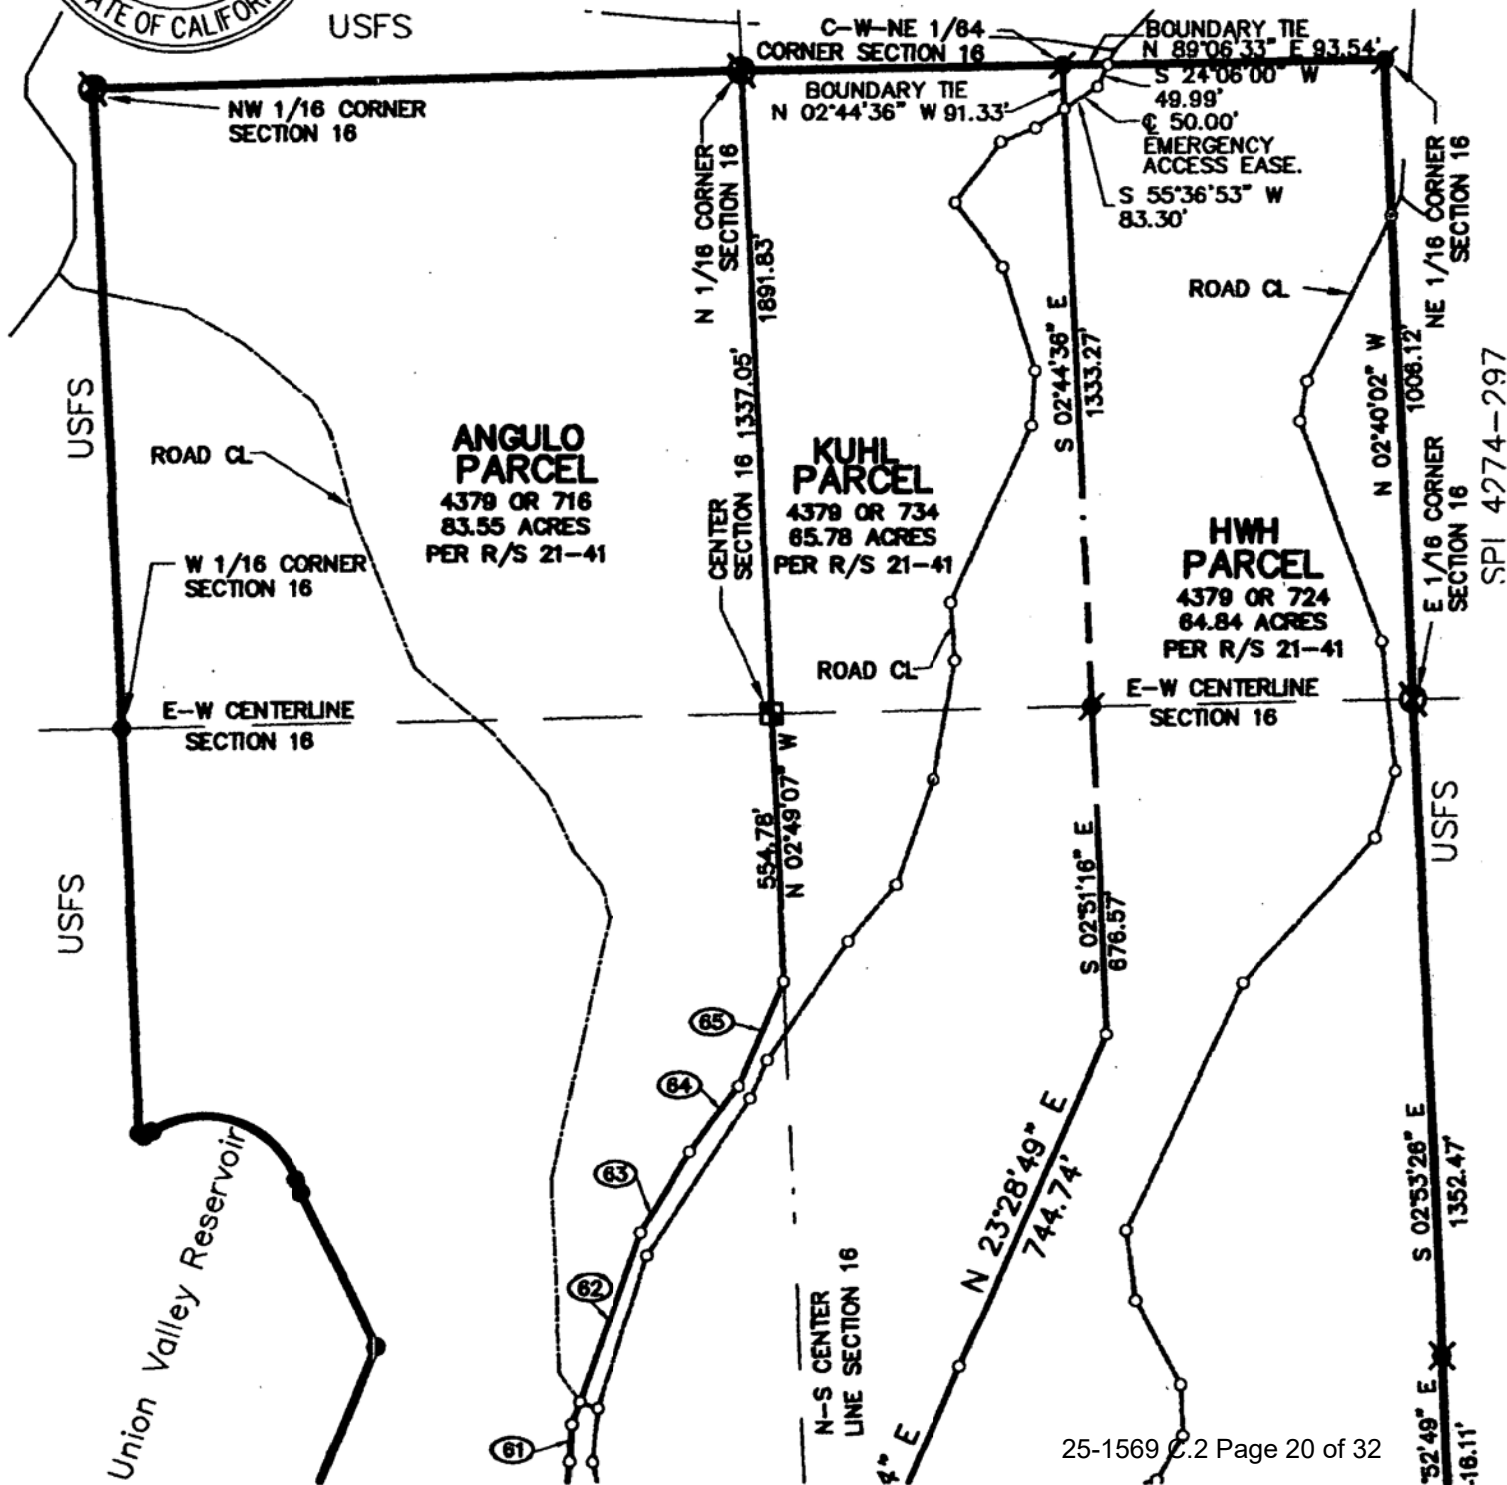 ATE OF CALIFORN
USFS
C-W-NE 1/64
CORNER SECTION 16
BOUNDARY TIE
N 89°06'33" E 93.54'
S 24°06'00" W
49.99'
℄ 50.00'
EMERGENCY
ACCESS EASE.
S 55°36'53" W
83.30'
BOUNDARY TIE
N 02°44'36" W 91.33'
NW 1/16 CORNER
SECTION 16
N 1/16 CORNER
SECTION 16
1891.83'
NE 1/16 CORNER
SECTION 16
ROAD CL
S 02°44'36" E
1333.27'
N 02°40'02" W
1006.12'
SPI 4274-297
USFS
ROAD CL
ANGULO
PARCEL
4379 OR 716
83.55 ACRES
PER R/S 21-41
CENTER
SECTION 16 1337.05'
KUHL
PARCEL
4379 OR 734
65.78 ACRES
PER R/S 21-41
HWH
PARCEL
4379 OR 724
64.84 ACRES
PER R/S 21-41
E 1/16 CORNER
SECTION 16
W 1/16 CORNER
SECTION 16
ROAD CL
E-W CENTERLINE
SECTION 16
E-W CENTERLINE
SECTION 16
554.78'
N 02°49'07" W
S 02°51'16" E
676.57'
USFS
USFS
65
64
63
62
61
N 23°28'49" E
744.74'
S 02°53'26" E
1352.47'
Union Valley Reservoir
N-S CENTER
LINE SECTION 16
4" E
52'49" E
16.11'
25-1569 C.2 Page 20 of 32